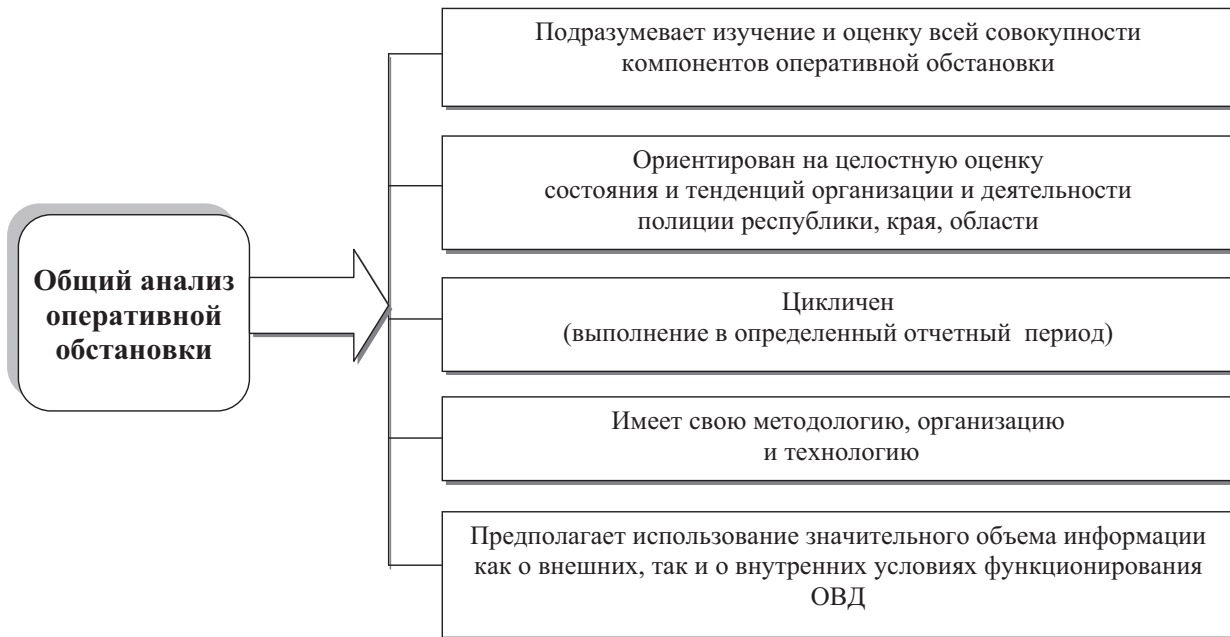 Общий анализ
оперативной
обстановки
Подразумевает изучение и оценку всей совокупности
компонентов оперативной обстановки
Ориентирован на целостную оценку
состояния и тенденций организации и деятельности
полиции республики, края, области
Цикличен
(выполнение в определенный отчетный период)
Имеет свою методологию, организацию
и технологию
Предполагает использование значительного объема информации
как о внешних, так и о внутренних условиях функционирования
ОВД